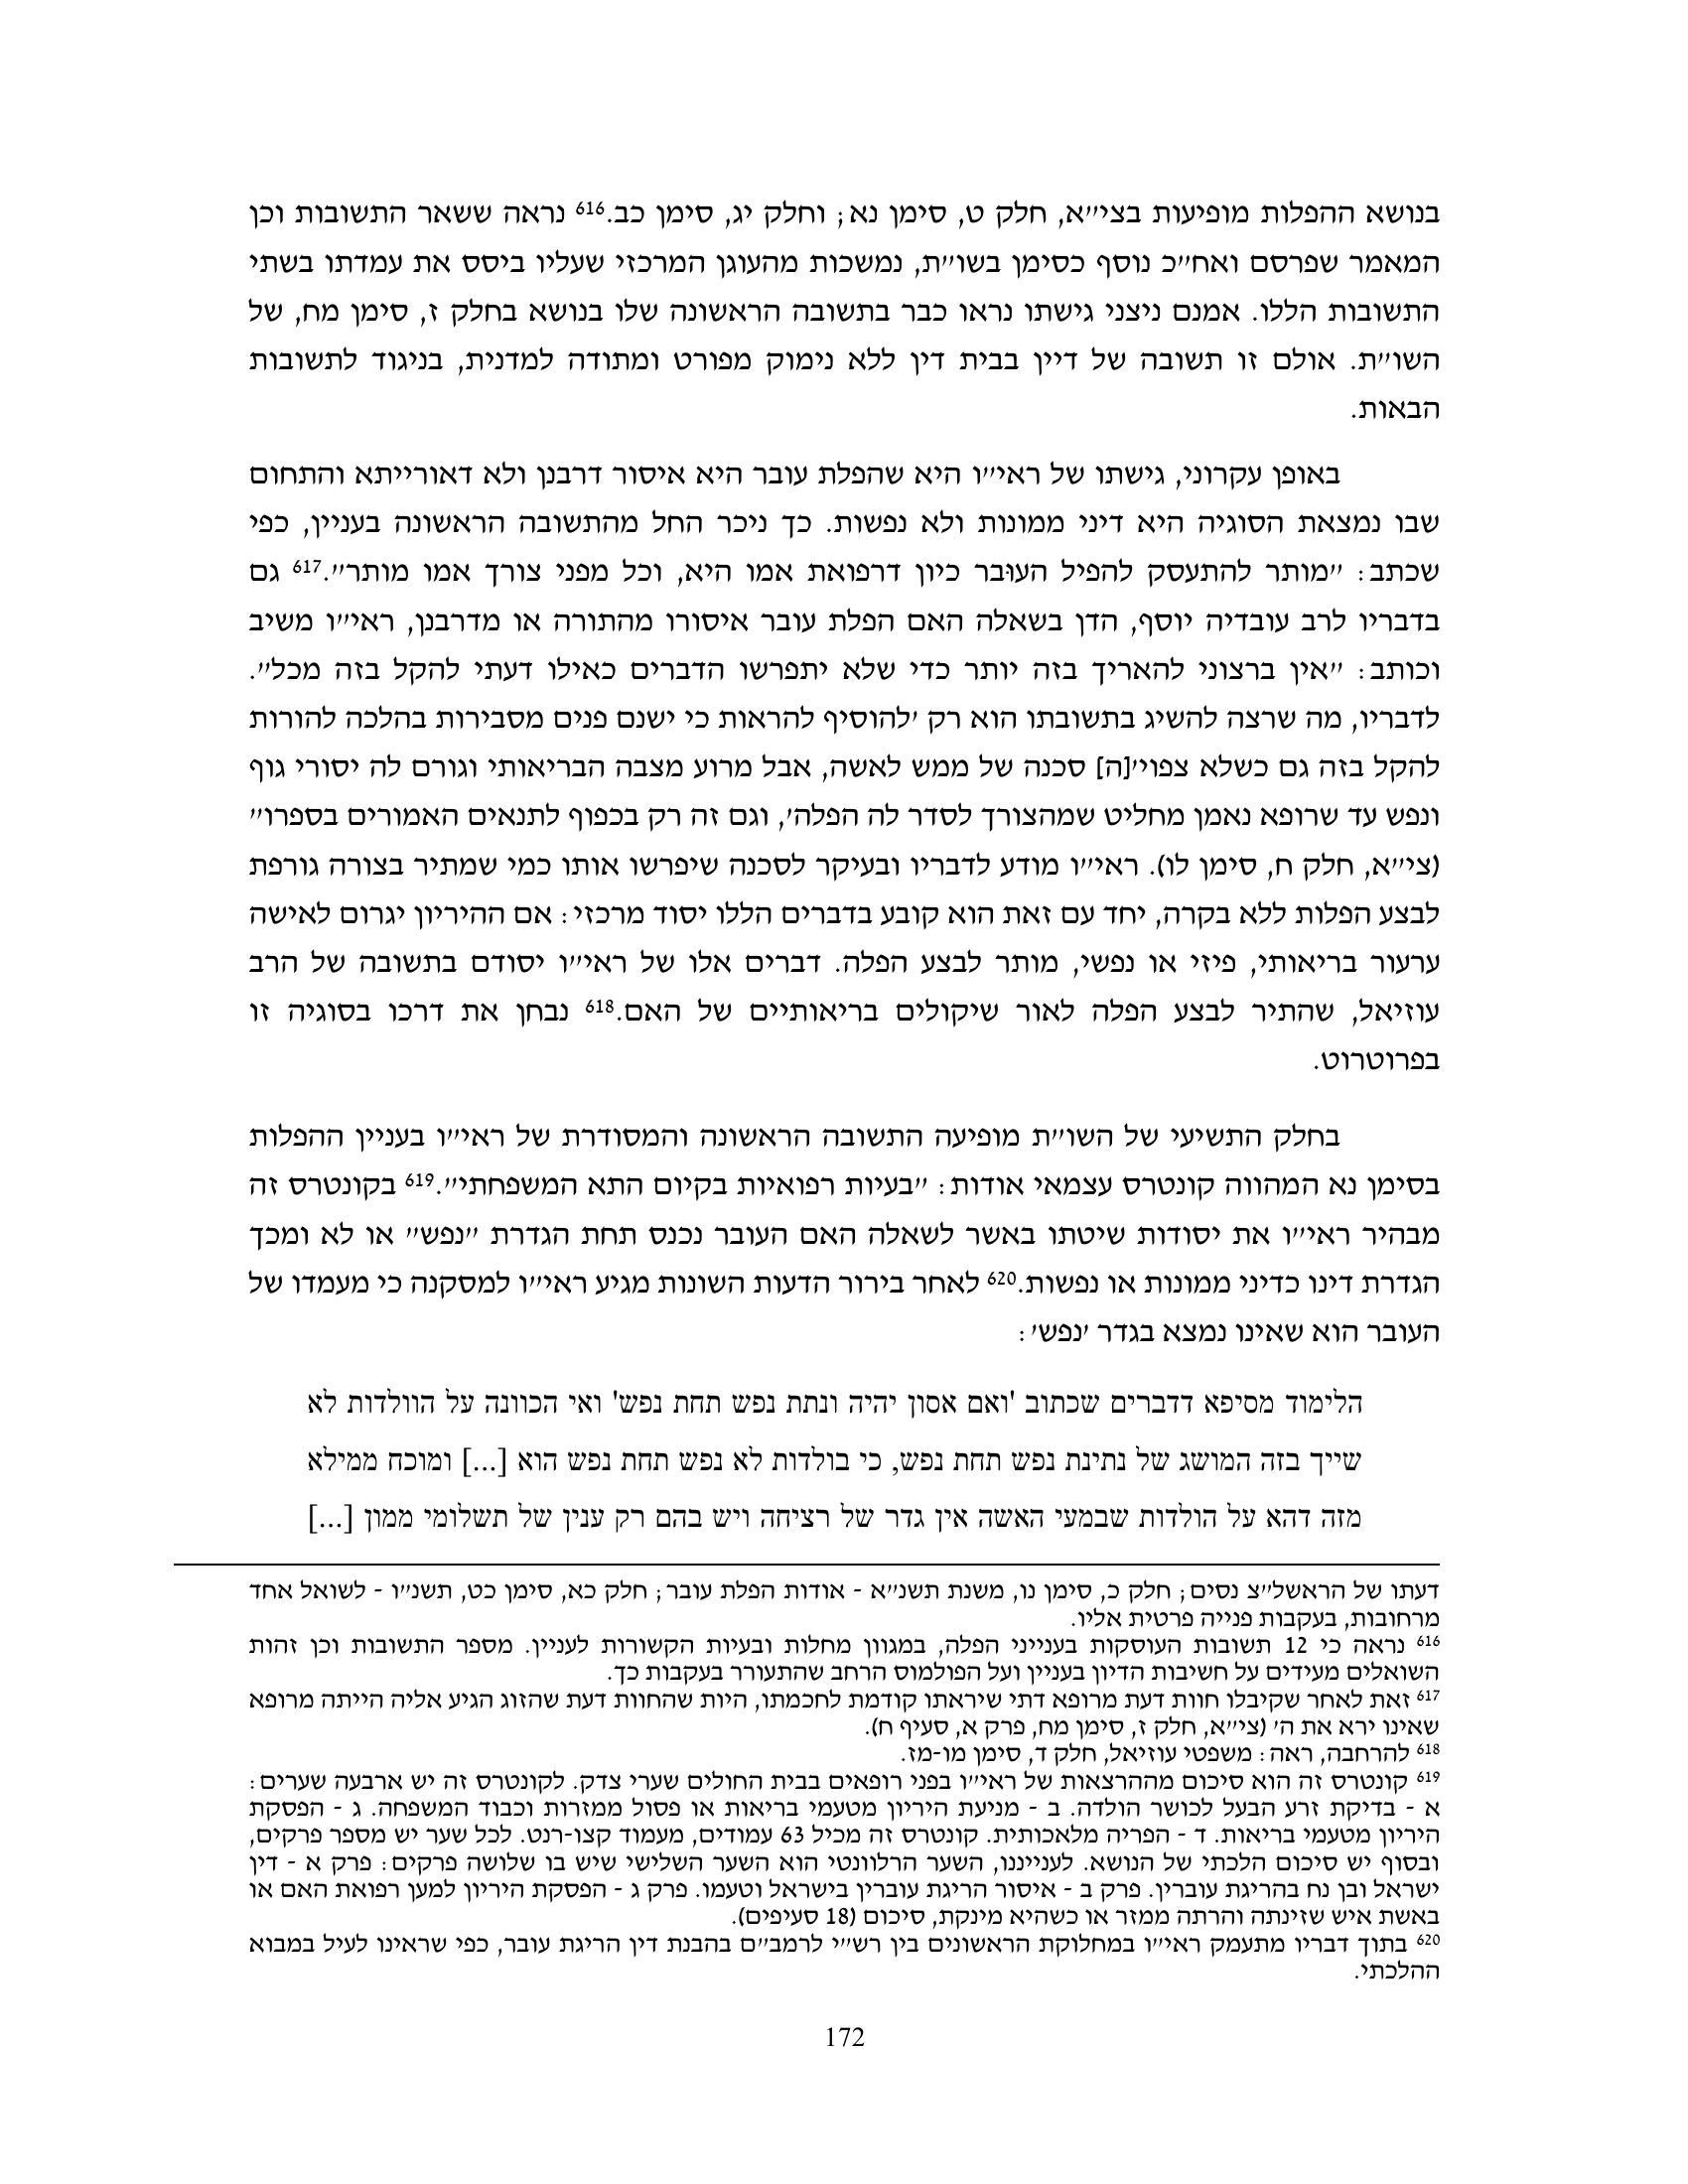 בנושא ההפלות מופיעות בצי״א, חלק ט, סימן נא; וחלק יג, סימן כב.616 נראה ששאר התשובות וכן
המאמר שפרסם ואח״כ נוסף כסימן בשו״ת, נמשכות מהעוגן המרכזי שעליו ביסס את עמדתו בשתי
התשובות הללו. אמנם ניצני גישתו נראו כבר בתשובה הראשונה שלו בנושא בחלק ז, סימן מח, של
השו״ת. אולם זו תשובה של דיין בבית דין ללא נימוק מפורט ומתודה למדנית, בניגוד לתשובות
הבאות.
באופן עקרוני, גישתו של ראי״ו היא שהפלת עובר היא איסור דרבנן ולא דאורייתא והתחום
שבו נמצאת הסוגיה היא דיני ממונות ולא נפשות. כך ניכר החל מהתשובה הראשונה בעניין, כפי
שכתב: ״מותר להתעסק להפיל העוּבר כיון דרפואת אמו היא, וכל מפני צורך אמו מותר״.617 גם
בדבריו לרב עובדיה יוסף, הדן בשאלה האם הפלת עובר איסורו מהתורה או מדרבנן, ראי״ו משיב
וכותב: ״אין ברצוני להאריך בזה יותר כדי שלא יתפרשו הדברים כאילו דעתי להקל בזה מכל״.
לדבריו, מה שרצה להשיג בתשובתו הוא רק ׳להוסיף להראות כי ישנם פנים מסבירות בהלכה להורות
להקל בזה גם כשלא צפוי׳[ה] סכנה של ממש לאשה, אבל מרוע מצבה הבריאותי וגורם לה יסורי גוף
ונפש עד שרופא נאמן מחליט שמהצורך לסדר לה הפלה׳, וגם זה רק בכפוף לתנאים האמורים בספרו״
(צי״א, חלק ח, סימן לו). ראי״ו מודע לדבריו ובעיקר לסכנה שיפרשו אותו כמי שמתיר בצורה גורפת
לבצע הפלות ללא בקרה, יחד עם זאת הוא קובע בדברים הללו יסוד מרכזי: אם ההיריון יגרום לאישה
ערעור בריאותי, פיזי או נפשי, מותר לבצע הפלה. דברים אלו של ראי״ו יסודם בתשובה של הרב
עוזיאל, שהתיר לבצע הפלה לאור שיקולים בריאותיים של האם.618 נבחן את דרכו בסוגיה זו
בפרוטרוט.
בחלק התשיעי של השו״ת מופיעה התשובה הראשונה והמסודרת של ראי״ו בעניין ההפלות
בסימן נא המהווה קונטרס עצמאי אודות: ״בעיות רפואיות בקיום התא המשפחתי״.619 בקונטרס זה
מבהיר ראי״ו את יסודות שיטתו באשר לשאלה האם העובר נכנס תחת הגדרת ״נפש״ או לא ומכך
הגדרת דינו כדיני ממונות או נפשות.620 לאחר בירור הדעות השונות מגיע ראי״ו למסקנה כי מעמדו של
העובר הוא שאינו נמצא בגדר ׳נפש׳:
הלימוד מסיפא דדברים שכתוב 'ואם אסון יהיה ונתת נפש תחת נפש' ואי הכוונה על הוולדות לא
שייך בזה המושג של נתינת נפש תחת נפש, כי בולדות לא נפש תחת נפש הוא [...] ומוכח ממילא
מזה דהא על הולדות שבמעי האשה אין גדר של רציחה ויש בהם רק ענין של תשלומי ממון [...]
דעתו של הראשל״צ נסים; חלק כ, סימן נו, משנת תשנ״א - אודות הפלת עובר; חלק כא, סימן כט, תשנ״ו - לשואל אחד
מרחובות, בעקבות פנייה פרטית אליו.
616 נראה כי 12 תשובות העוסקות בענייני הפלה, במגוון מחלות ובעיות הקשורות לעניין. מספר התשובות וכן זהות
השואלים מעידים על חשיבות הדיון בעניין ועל הפולמוס הרחב שהתעורר בעקבות כך.
617 זאת לאחר שקיבלו חוות דעת מרופא דתי שיראתו קודמת לחכמתו, היות שהחוות דעת שהזוג הגיע אליה הייתה מרופא
שאינו ירא את ה׳ (צי״א, חלק ז, סימן מח, פרק א, סעיף ח).
618 להרחבה, ראה: משפטי עוזיאל, חלק ד, סימן מו-מז.
619 קונטרס זה הוא סיכום מההרצאות של ראי״ו בפני רופאים בבית החולים שערי צדק. לקונטרס זה יש ארבעה שערים:
א - בדיקת זרע הבעל לכושר הולדה. ב - מניעת היריון מטעמי בריאות או פסול ממזרות וכבוד המשפחה. ג - הפסקת
היריון מטעמי בריאות. ד - הפריה מלאכותית. קונטרס זה מכיל 63 עמודים, מעמוד קצו-רנט. לכל שער יש מספר פרקים,
ובסוף יש סיכום הלכתי של הנושא. לענייננו, השער הרלוונטי הוא השער השלישי שיש בו שלושה פרקים: פרק א - דין
ישראל ובן נח בהריגת עוברין. פרק ב - איסור הריגת עוברין בישראל וטעמו. פרק ג - הפסקת היריון למען רפואת האם או
באשת איש שזינתה והרתה ממזר או כשהיא מינקת, סיכום (18 סעיפים).
620 בתוך דבריו מתעמק ראי״ו במחלוקת הראשונים בין רש״י לרמב״ם בהבנת דין הריגת עובר, כפי שראינו לעיל במבוא
ההלכתי.
172